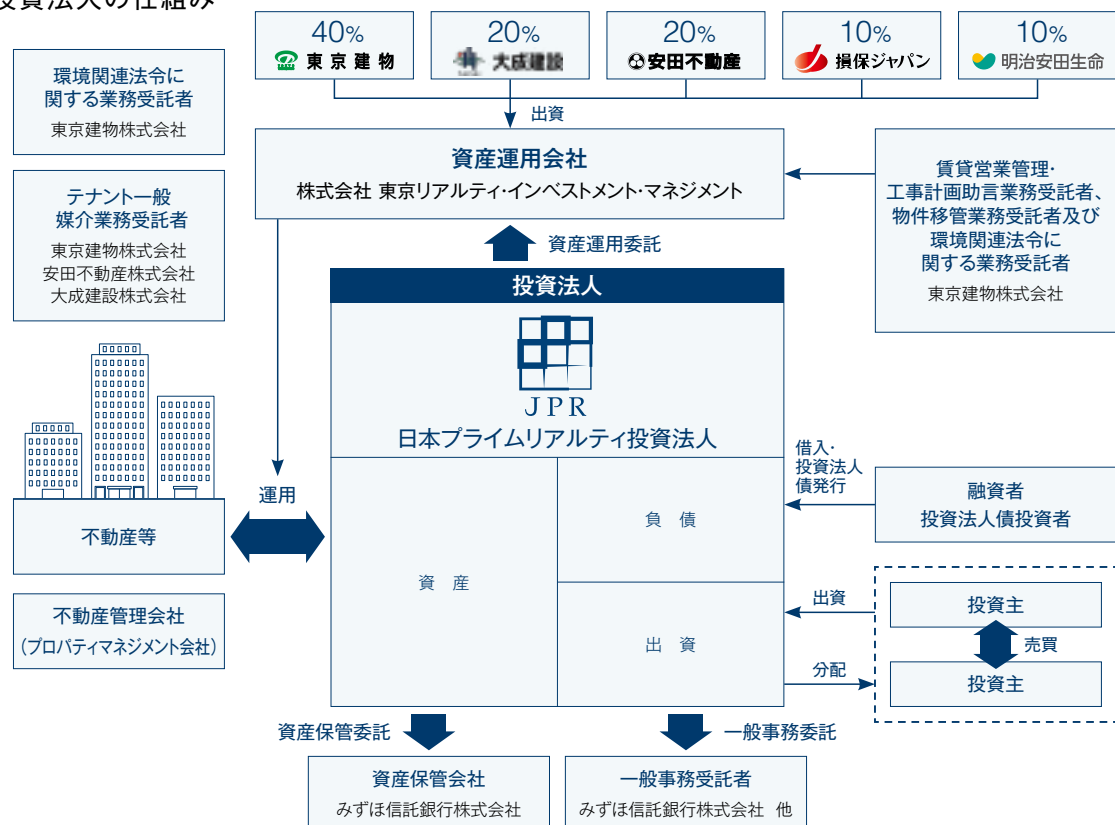 投資法人の仕組み
40%
東京建物
20%
大成建設
20%
安田不動産
10%
損保ジャパン
10%
明治安田生命
出資
環境関連法令に
関する業務受託者
東京建物株式会社
資産運用会社
株式会社 東京リアルティ・インベストメント・マネジメント
テナント一般
媒介業務受託者
東京建物株式会社
安田不動産株式会社
大成建設株式会社
賃貸営業管理・
工事計画助言業務受託者、
物件移管業務受託者及び
環境関連法令に
関する業務受託者
東京建物株式会社
資産運用委託
投資法人
JPR
日本プライムリアルティ投資法人
運用
不動産等
不動産管理会社
(プロパティマネジメント会社)
資 産
負 債
出 資
借入・
投資法人
債発行
融資者
投資法人債投資者
出資
分配
投資主
売買
投資主
資産保管委託
一般事務委託
資産保管会社
みずほ信託銀行株式会社
一般事務受託者
みずほ信託銀行株式会社 他